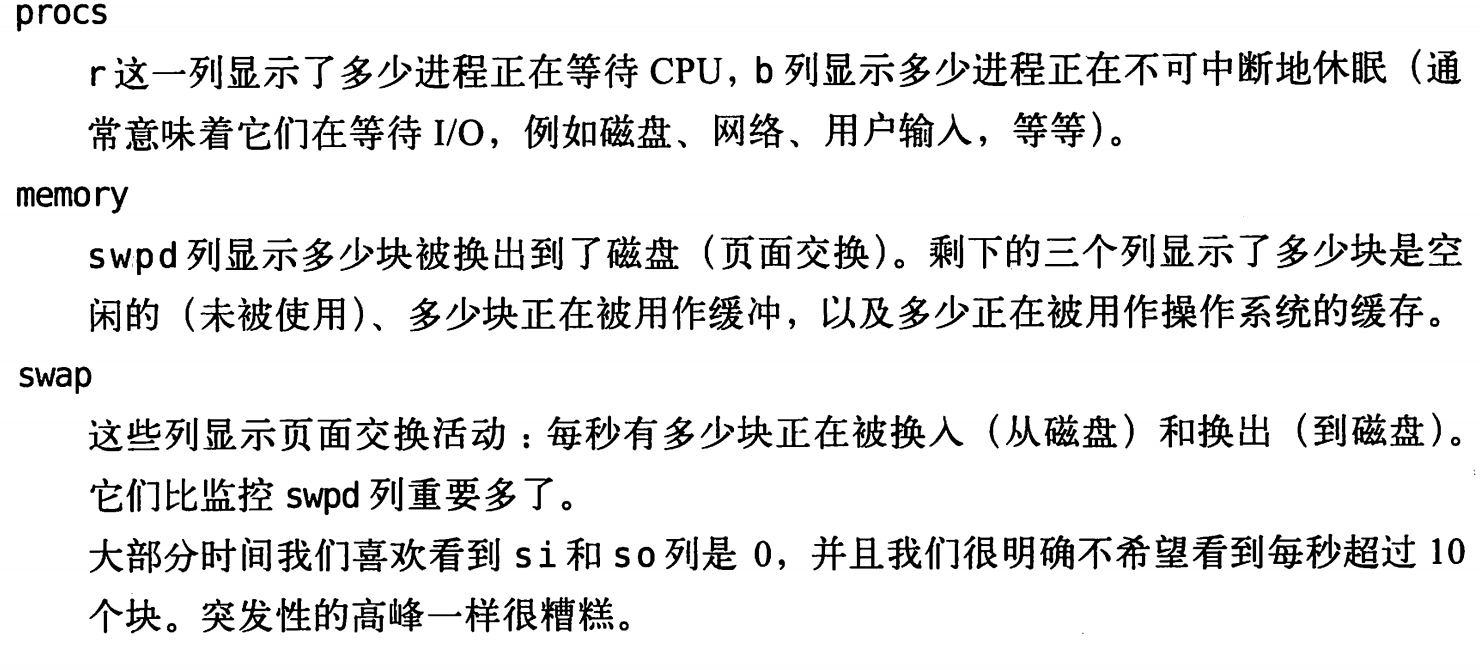 procs
r这一列显示了多少进程正在等待 CPU，b 列显示多少进程正在不可中断地休眠（通
常意味着它们在等待 I/O，例如磁盘、网络、用户输入，等等）。
memory
swpd列显示多少块被换出到了磁盘（页面交换）。剩下的三个列显示了多少块是空
闲的（未被使用）、多少块正在被用作缓冲，以及多少正在被用作操作系统的缓存。
swap
这些列显示页面交换活动：每秒有多少块正在被换入（从磁盘）和换出（到磁盘）。
它们比监控 swpd 列重要多了。
大部分时间我们喜欢看到 si 和 so 列是 0，并且我们很明确不希望看到每秒超过 10
个块。突发性的高峰一样很糟糕。